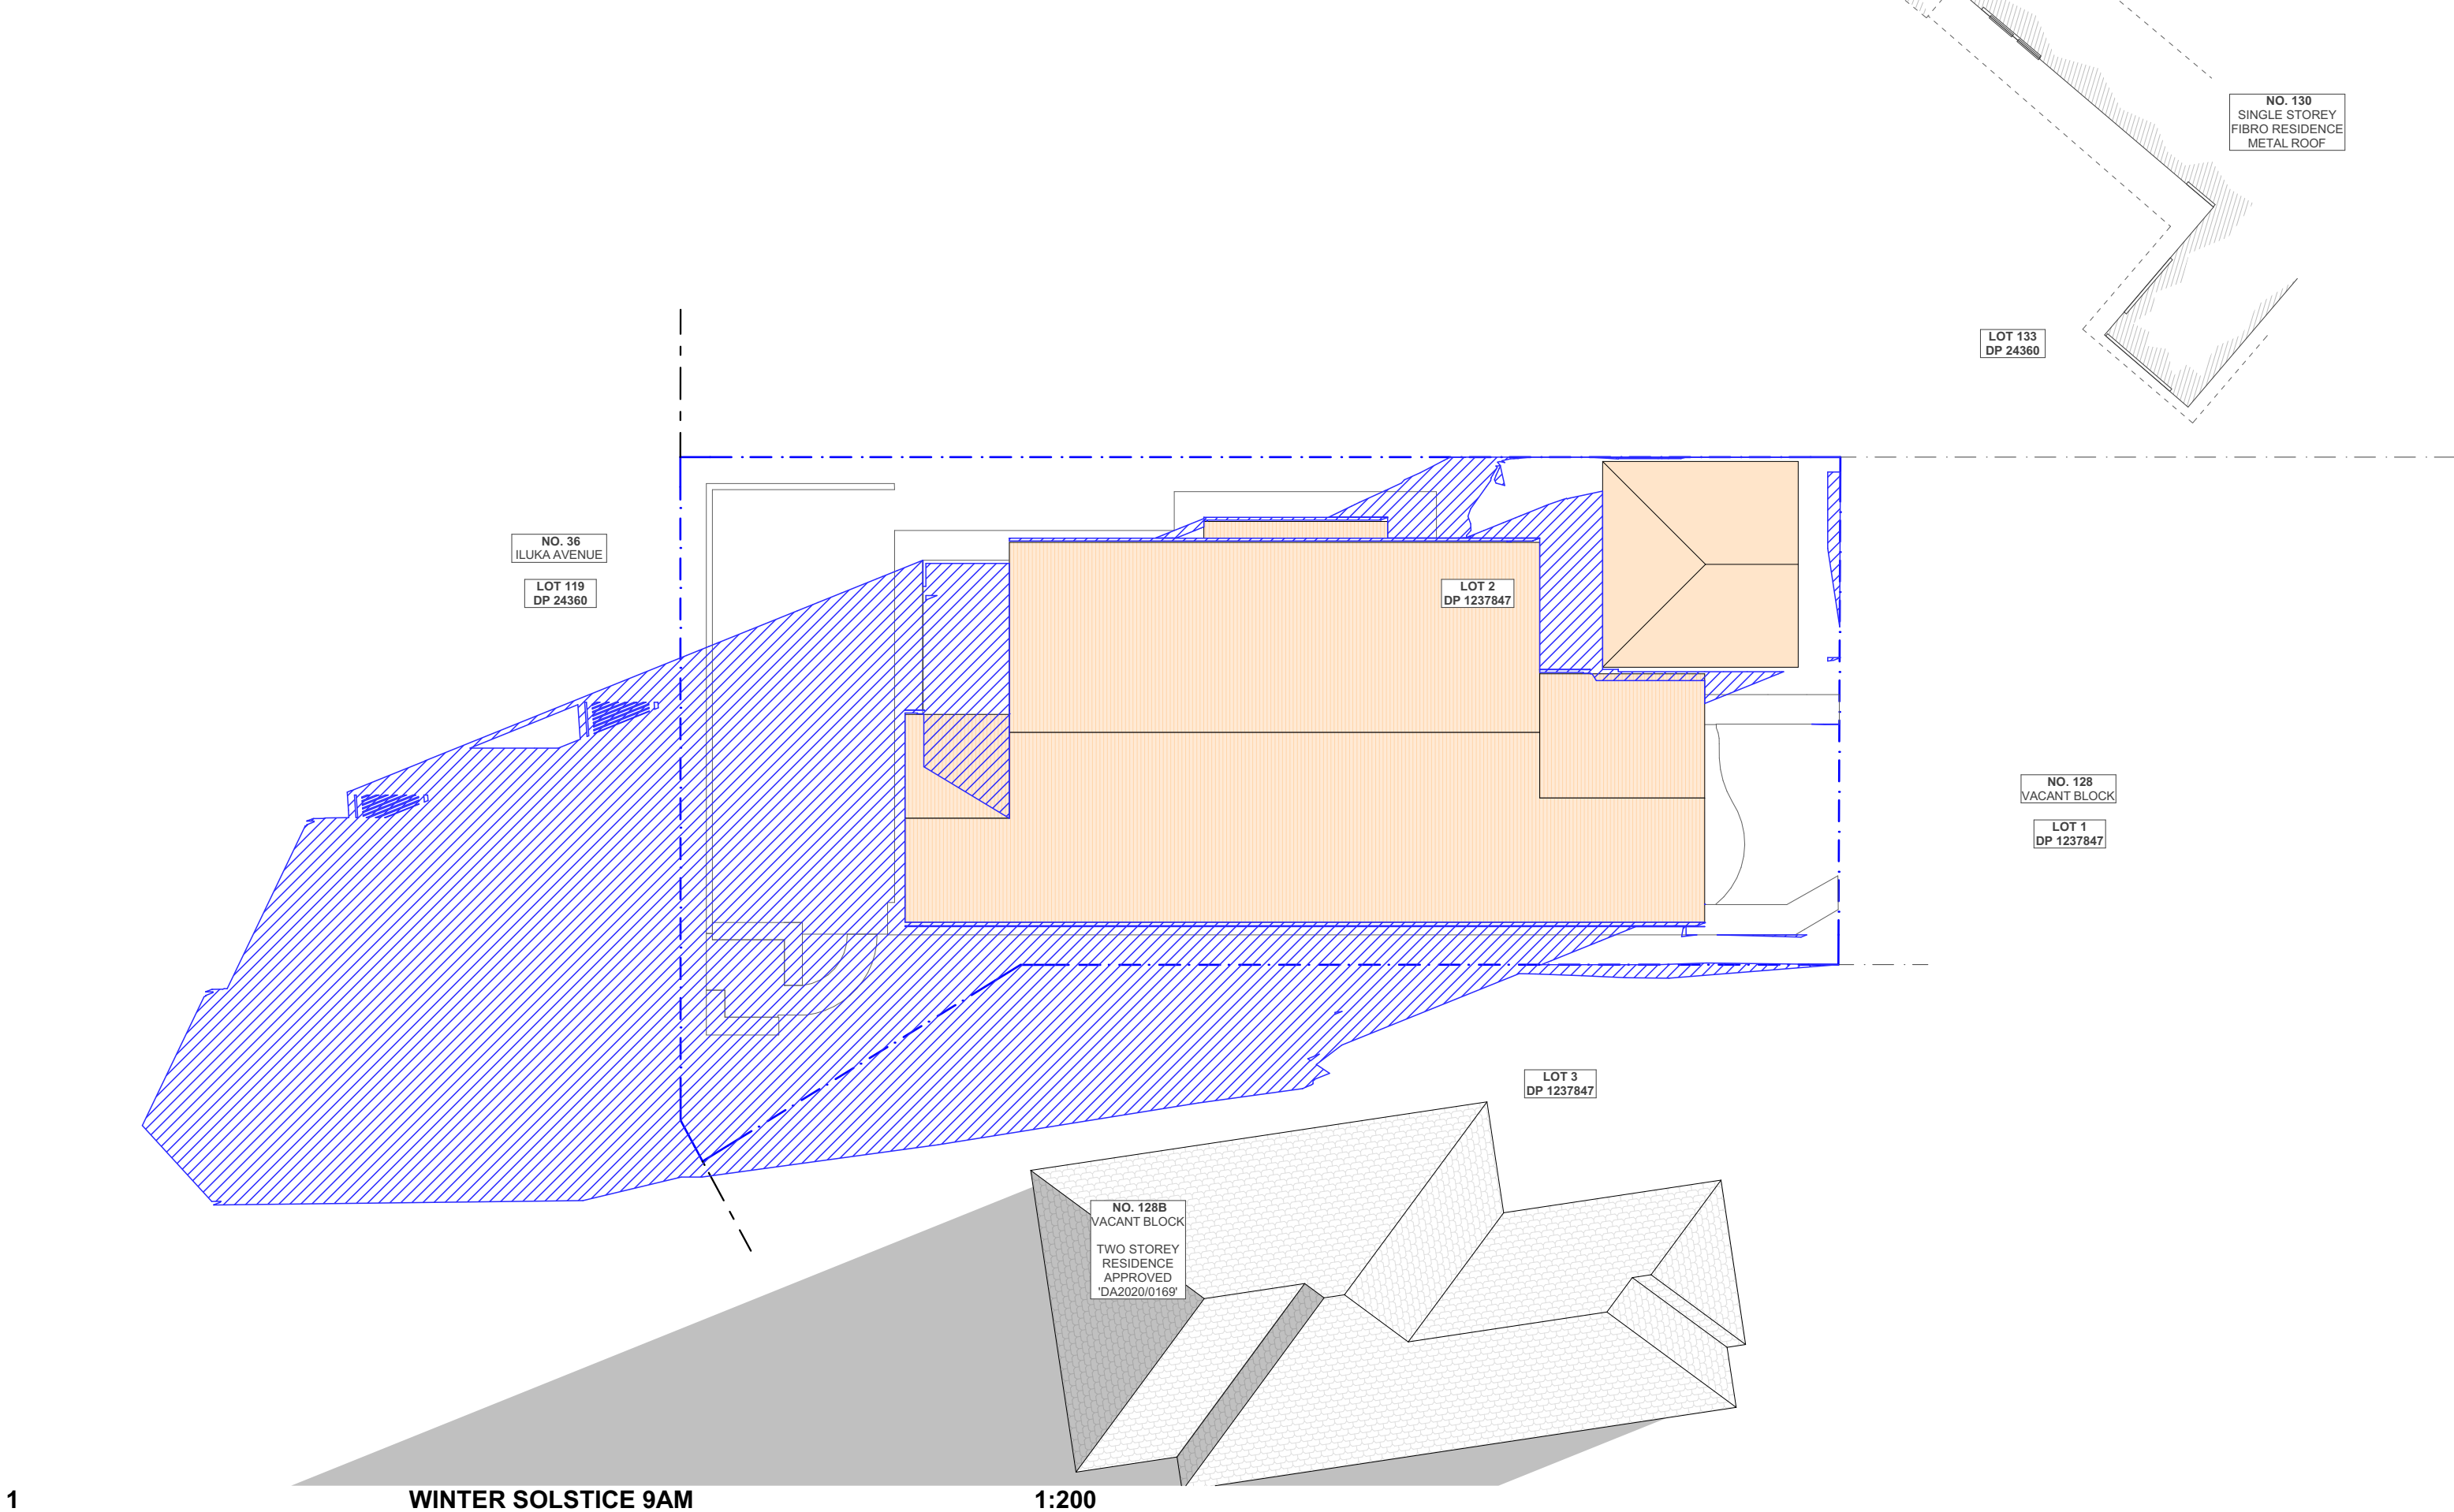 NO. 130
SINGLE STOREY
FIBRO RESIDENCE
METAL ROOF
LOT 133
DP 24360
NO. 36
ILUKA AVENUE
LOT 119
DP 24360
LOT 2
DP 1237847
NO. 128
VACANT BLOCK
LOT 1
DP 1237847
LOT 3
DP 1237847
NO. 128B
VACANT BLOCK
TWO STOREY
RESIDENCE
APPROVED
'DA2020/0169'
1
WINTER SOLSTICE 9AM
1:200